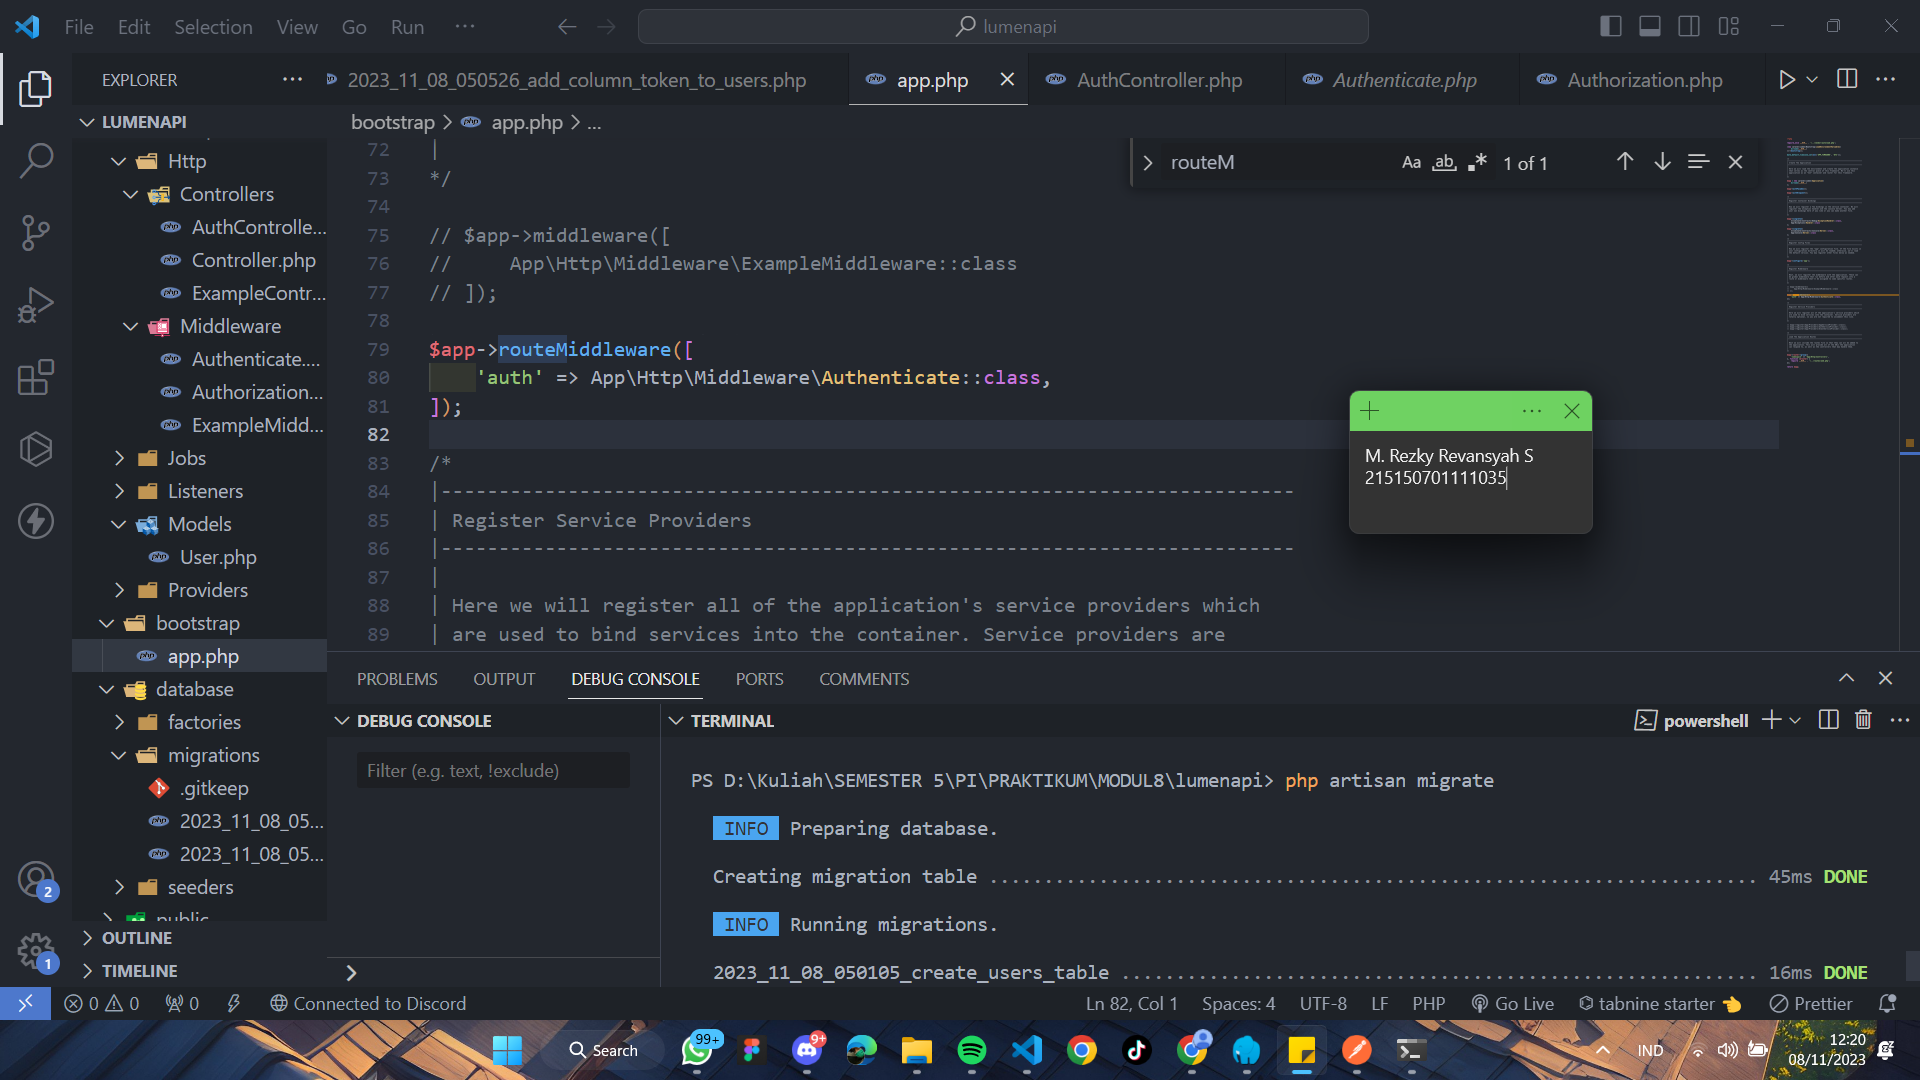 File Edit Selection View Go Run ...
lumenapi
EXPLORER
2023_11_08_050526_add_column_token_to_users.php
app.php
AuthController.php
Authenticate.php
Authorization.php
LUMENAPI
Http
Controllers
AuthControlle...
Controller.php
ExampleContr...
Middleware
Authenticate....
Authorization...
ExampleMidd...
Jobs
Listeners
Models
User.php
Providers
bootstrap
app.php
database
factories
migrations
.gitkeep
2023_11_08_05...
2023_11_08_05...
seeders
public
OUTLINE
TIMELINE
bootstrap > app.php > ...
routeM
Aa ab 1 of 1
72 |
73 */
74
75 // $app->middleware([
76 //     App\Http\Middleware\ExampleMiddleware::class
77 // ]);
78
79 $app->routeMiddleware([
80     'auth' => App\Http\Middleware\Authenticate::class,
81 ]);
82
83 /*
84 |--------------------------------------------------------------------------
85 | Register Service Providers
86 |--------------------------------------------------------------------------
87 |
88 | Here we will register all of the application's service providers which
89 | are used to bind services into the container. Service providers are
M. Rezky Revansyah S
215150701111035
PROBLEMS OUTPUT DEBUG CONSOLE PORTS COMMENTS
DEBUG CONSOLE
Filter (e.g. text, !exclude)
TERMINAL
powershell
PS D:\Kuliah\SEMESTER 5\PI\PRAKTIKUM\MODUL8\lumenapi> php artisan migrate
INFO Preparing database.
Creating migration table ...................................................................... 45ms DONE
INFO Running migrations.
2023_11_08_050105_create_users_table .......................................................... 16ms DONE
2
1
0 0 0 Connected to Discord
Ln 82, Col 1 Spaces: 4 UTF-8 LF PHP Go Live tabnine starter Prettier
Search
99+
9+
IND
12:20
08/11/2023